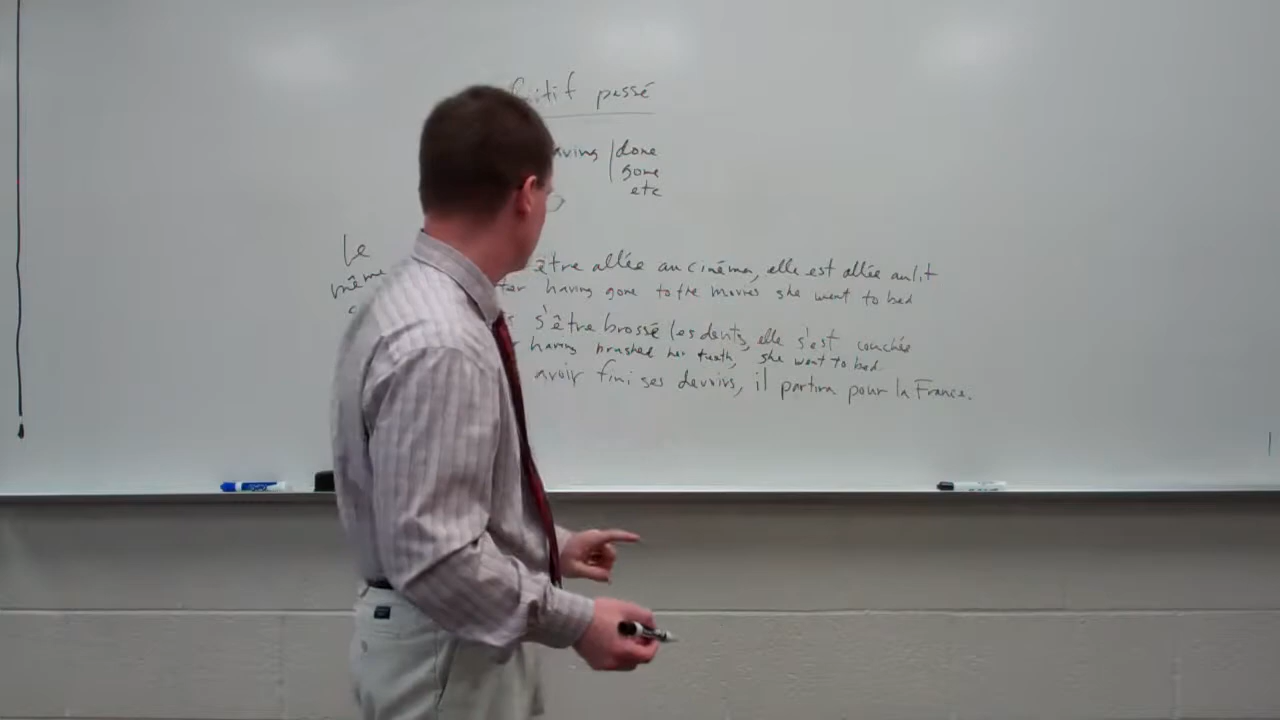 passé
done
gone
etc
Le
même
être allée au cinéma, elle est allée au lit
having gone to the movies she went to bed
s'être brossé les dents, elle s'est couchée
having brushed her teeth, she went to bed.
avoir fini ses devoirs, il partira pour la France.